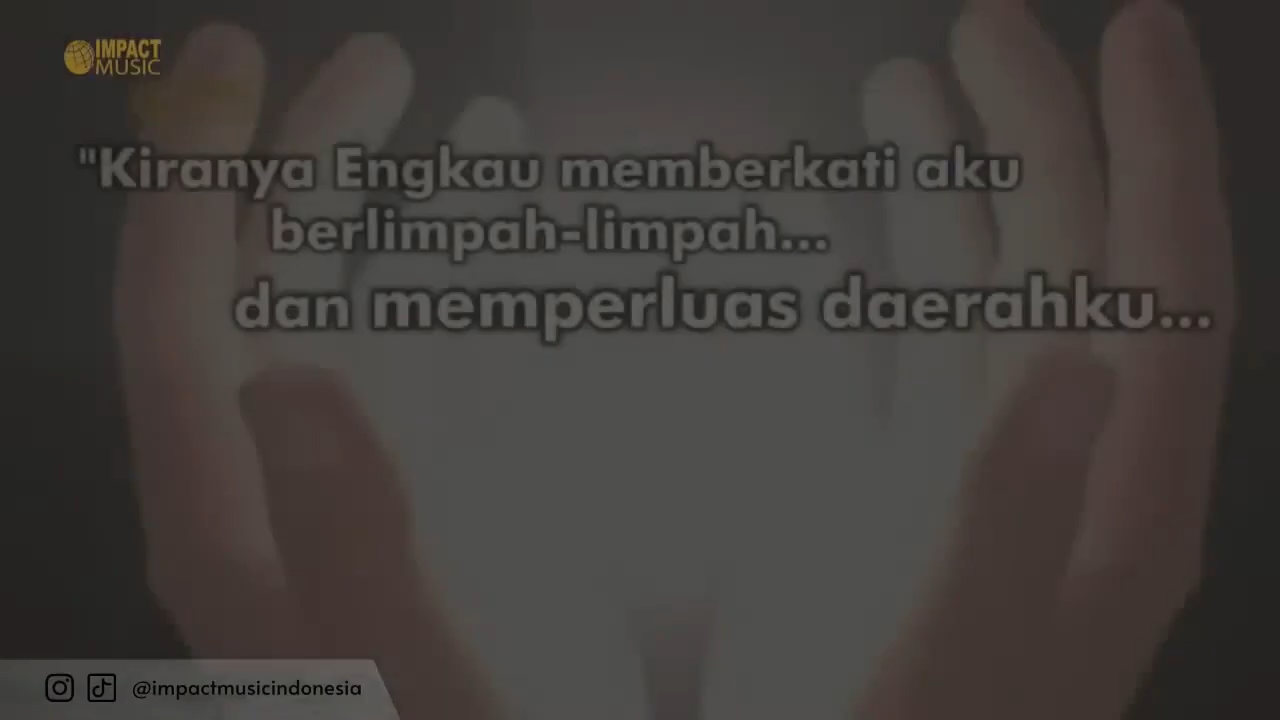 IMPACT
MUSIC
"Kiranya Engkau memberkati aku
berlimpah-limpah...
dan memperluas daerahku...
@impactmusicindonesia